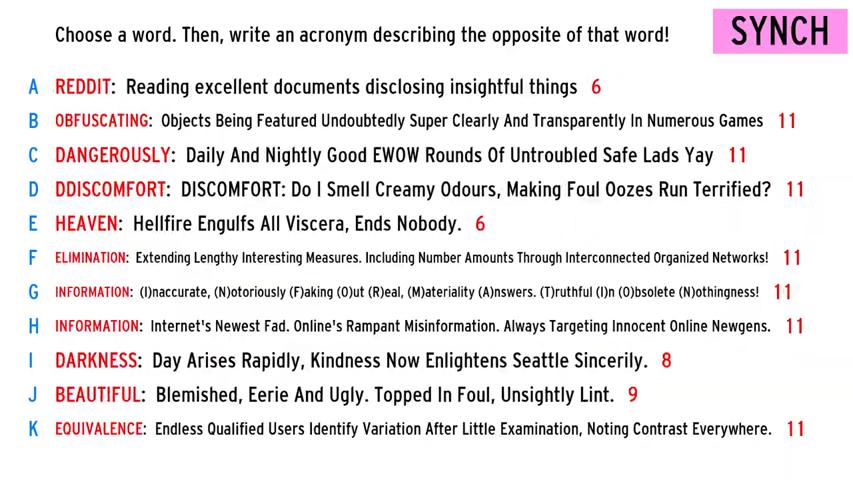 Choose a word. Then, write an acronym describing the opposite of that word!
SYNCH
A REDDIT: Reading excellent documents disclosing insightful things 6
B OBFUSCATING: Objects Being Featured Undoubtedly Super Clearly And Transparently In Numerous Games 11
C DANGEROUSLY: Daily And Nightly Good EWOW Rounds Of Untroubled Safe Lads Yay 11
D DDISCOMFORT: DISCOMFORT: Do I Smell Creamy Odours, Making Foul Oozes Run Terrified? 11
E HEAVEN: Hellfire Engulfs All Viscera, Ends Nobody. 6
F ELIMINATION: Extending Lengthy Interesting Measures. Including Number Amounts Through Interconnected Organized Networks! 11
G INFORMATION: (I)naccurate, (N)otoriously (F)aking (O)ut (R)eal, (M)ateriality (A)nswers. (T)ruthful (I)n (O)bsolete (N)othingness! 11
H INFORMATION: Internet's Newest Fad. Online's Rampant Misinformation. Always Targeting Innocent Online Newgens. 11
I DARKNESS: Day Arises Rapidly, Kindness Now Enlightens Seattle Sincerily. 8
J BEAUTIFUL: Blemished, Eerie And Ugly. Topped In Foul, Unsightly Lint. 9
K EQUIVALENCE: Endless Qualified Users Identify Variation After Little Examination, Noting Contrast Everywhere. 11